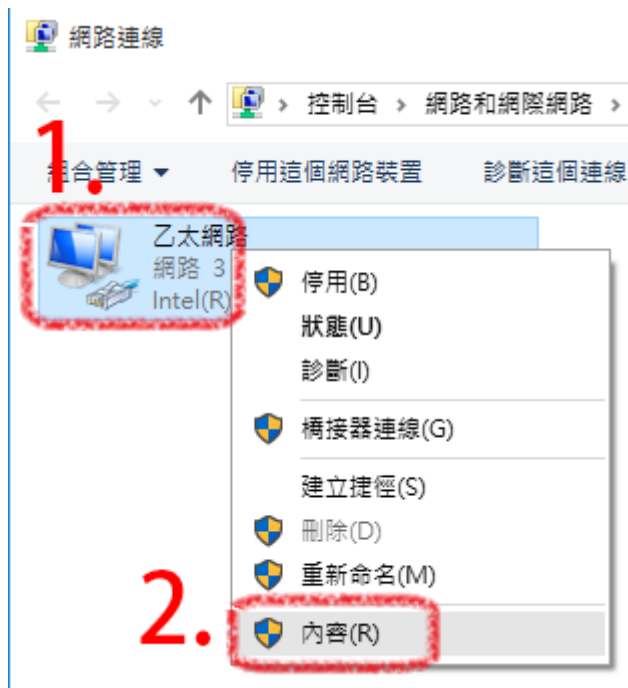 網路連線
控制台 › 網路和網際網路 ›
1.
組合管理 停用這個網路裝置 診斷這個連線
乙太網路
網路 3
Intel(R)
停用(B)
狀態(U)
診斷(I)
橋接器連線(G)
建立捷徑(S)
刪除(D)
重新命名(M)
2.
內容(R)